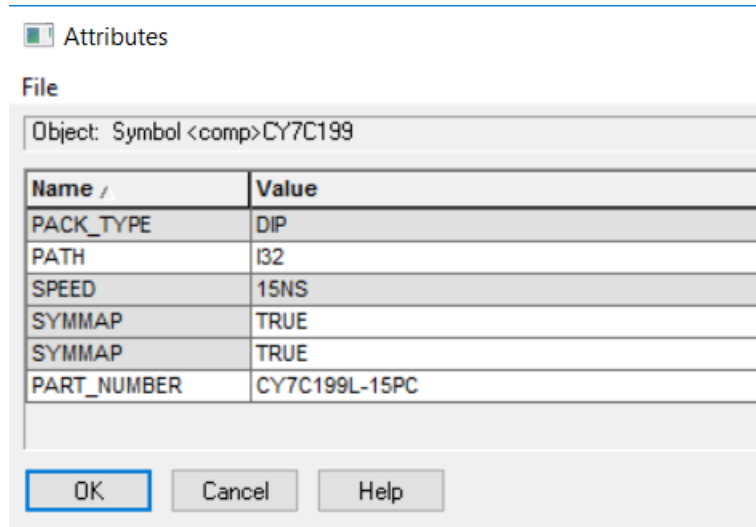 Attributes
File
Object: Symbol <comp>CY7C199
Name / Value
PACK_TYPE DIP
PATH I32
SPEED 15NS
SYMMAP TRUE
SYMMAP TRUE
PART_NUMBER CY7C199L-15PC
OK Cancel Help